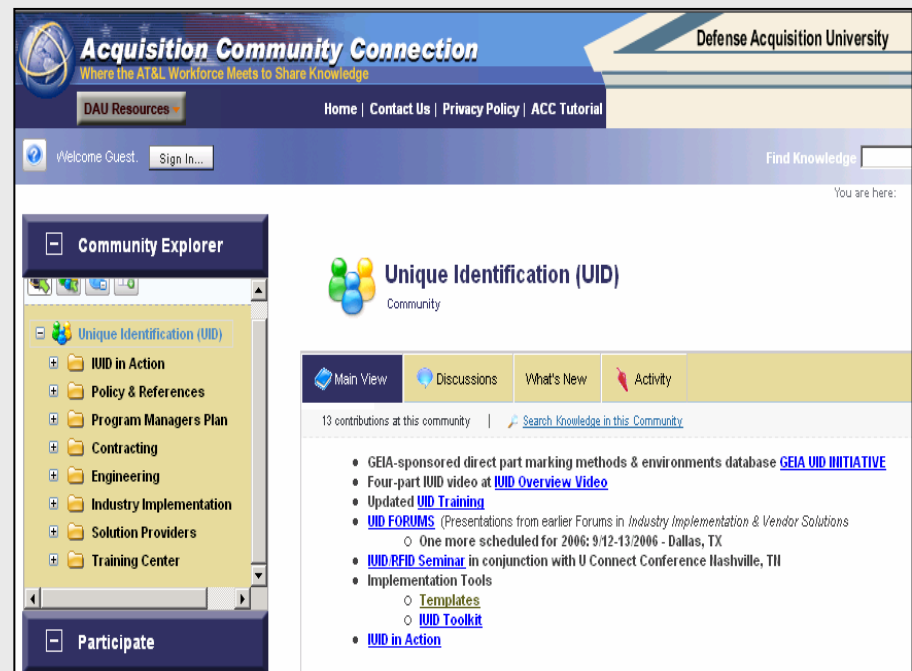 Acquisition Community Connection
Where the AT&L Workforce Meets to Share Knowledge
Defense Acquisition University
DAU Resources
Home | Contact Us | Privacy Policy | ACC Tutorial
Welcome Guest. Sign In...
Find Knowledge
You are here:
Community Explorer
Unique Identification (UID)
IUID in Action
Policy & References
Program Managers Plan
Contracting
Engineering
Industry Implementation
Solution Providers
Training Center
Participate
Unique Identification (UID)
Community
Main View Discussions What's New Activity
13 contributions at this community | Search Knowledge in this Community
• GEIA-sponsored direct part marking methods & environments database GEIA UID INITIATIVE
• Four-part IUID video at IUID Overview Video
• Updated UID Training
• UID FORUMS (Presentations from earlier Forums in Industry Implementation & Vendor Solutions
○ One more scheduled for 2006: 9/12-13/2006 - Dallas, TX
• IUID/RFID Seminar in conjunction with U Connect Conference Nashville, TN
• Implementation Tools
○ Templates
○ IUID Toolkit
• IUID in Action